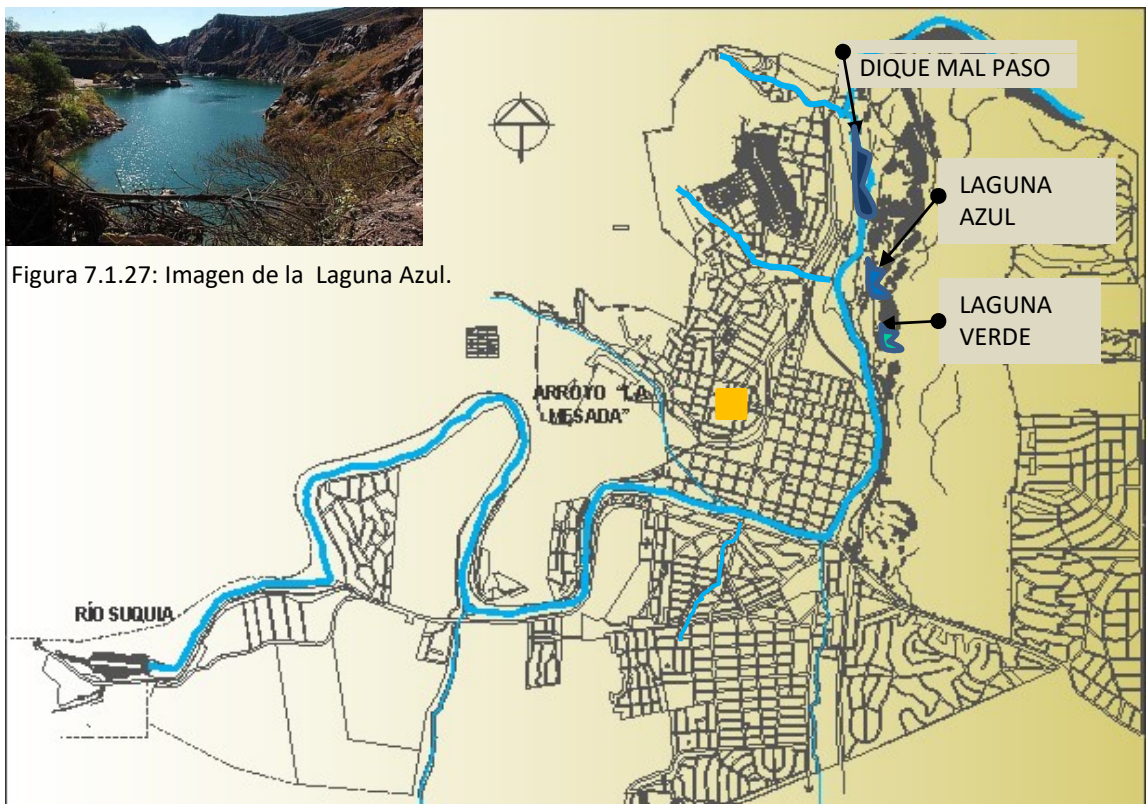 DIQUE MAL PASO
LAGUNA
AZUL
Figura 7.1.27: Imagen de la Laguna Azul.
LAGUNA
VERDE
ARROYO "LA
MESADA"
RÍO SUQUIA